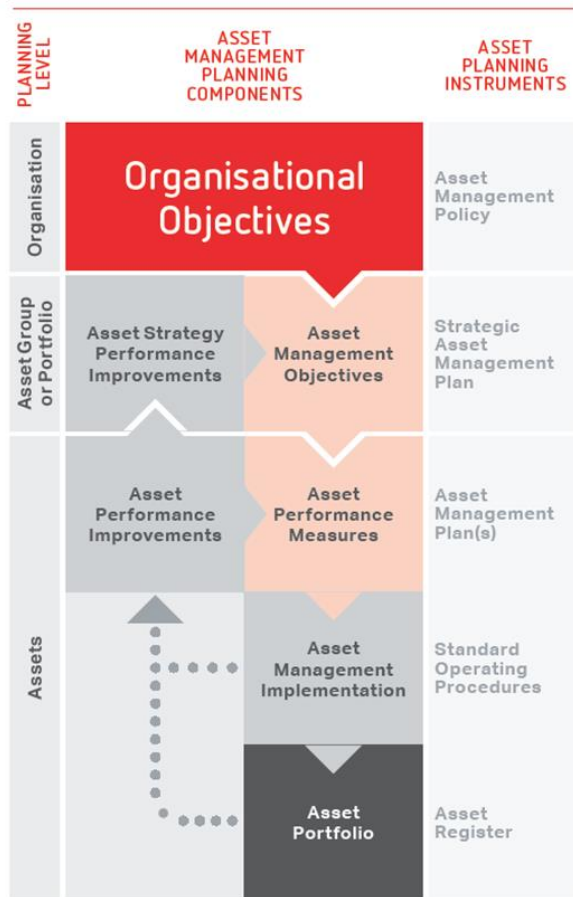 PLANNING
LEVEL
ASSET
MANAGEMENT
PLANNING
COMPONENTS
ASSET
PLANNING
INSTRUMENTS
Organisation
Organisational
Objectives
Asset
Management
Policy
Asset Group
or Portfolio
Asset Strategy
Performance
Improvements
Asset
Management
Objectives
Strategic
Asset
Management
Plan
Assets
Asset
Performance
Improvements
Asset
Performance
Measures
Asset
Management
Plan(s)
Asset
Management
Implementation
Standard
Operating
Procedures
Asset
Portfolio
Asset
Register